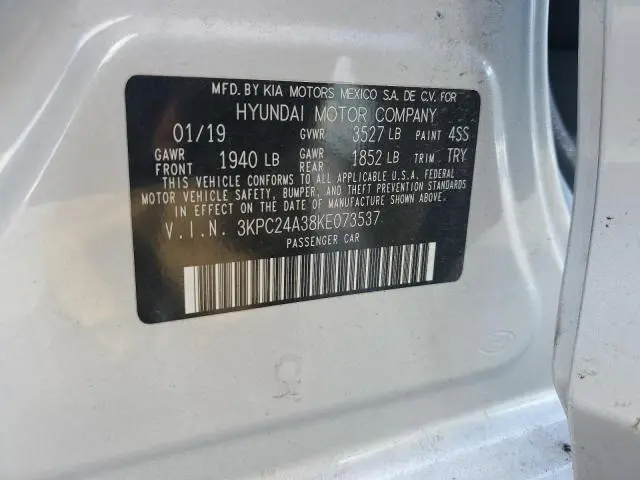 MFD. BY KIA MOTORS MEXICO S.A. DE C.V. FOR
HYUNDAI MOTOR COMPANY
01/19 GVWR 3527 LB PAINT 4SS
GAWR FRONT 1940 LB GAWR REAR 1852 LB TRIM TRY
THIS VEHICLE CONFORMS TO ALL APPLICABLE U.S.A. FEDERAL
MOTOR VEHICLE SAFETY, BUMPER, AND THEFT PREVENTION STANDARDS
IN EFFECT ON THE DATE OF MANUFACTURE SHOWN ABOVE.
V.I.N. 3KPC24A38KE073537
PASSENGER CAR